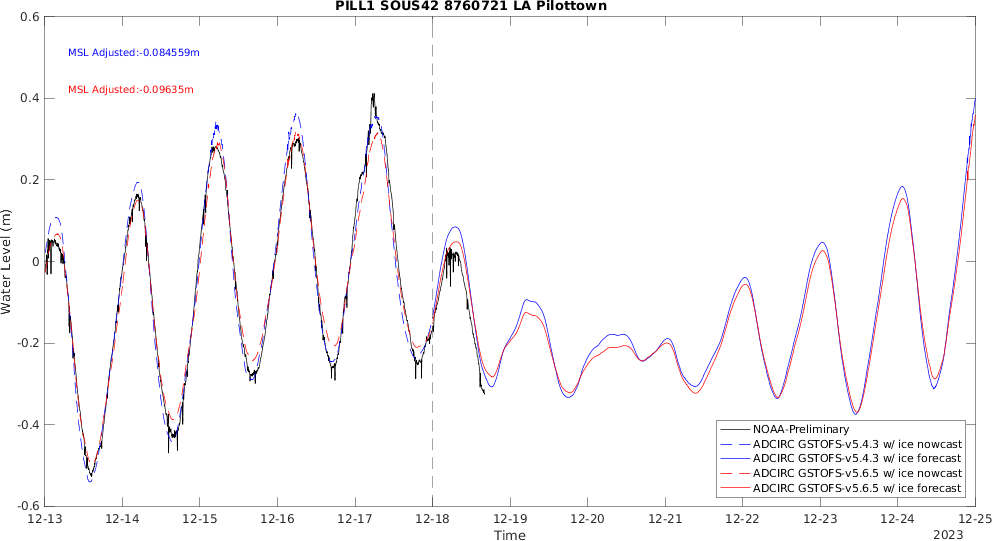 PILL1 SOUS42 8760721 LA Pilottown
MSL Adjusted:-0.084559m
MSL Adjusted:-0.09635m
Water Level (m)
0.6
0.4
0.2
0
-0.2
-0.4
-0.6
NOAA-Preliminary
ADCIRC GSTOFS-v5.4.3 w/ ice nowcast
ADCIRC GSTOFS-v5.4.3 w/ ice forecast
ADCIRC GSTOFS-v5.6.5 w/ ice nowcast
ADCIRC GSTOFS-v5.6.5 w/ ice forecast
12-13 12-14 12-15 12-16 12-17 12-18 12-19 12-20 12-21 12-22 12-23 12-24 12-25
Time
2023